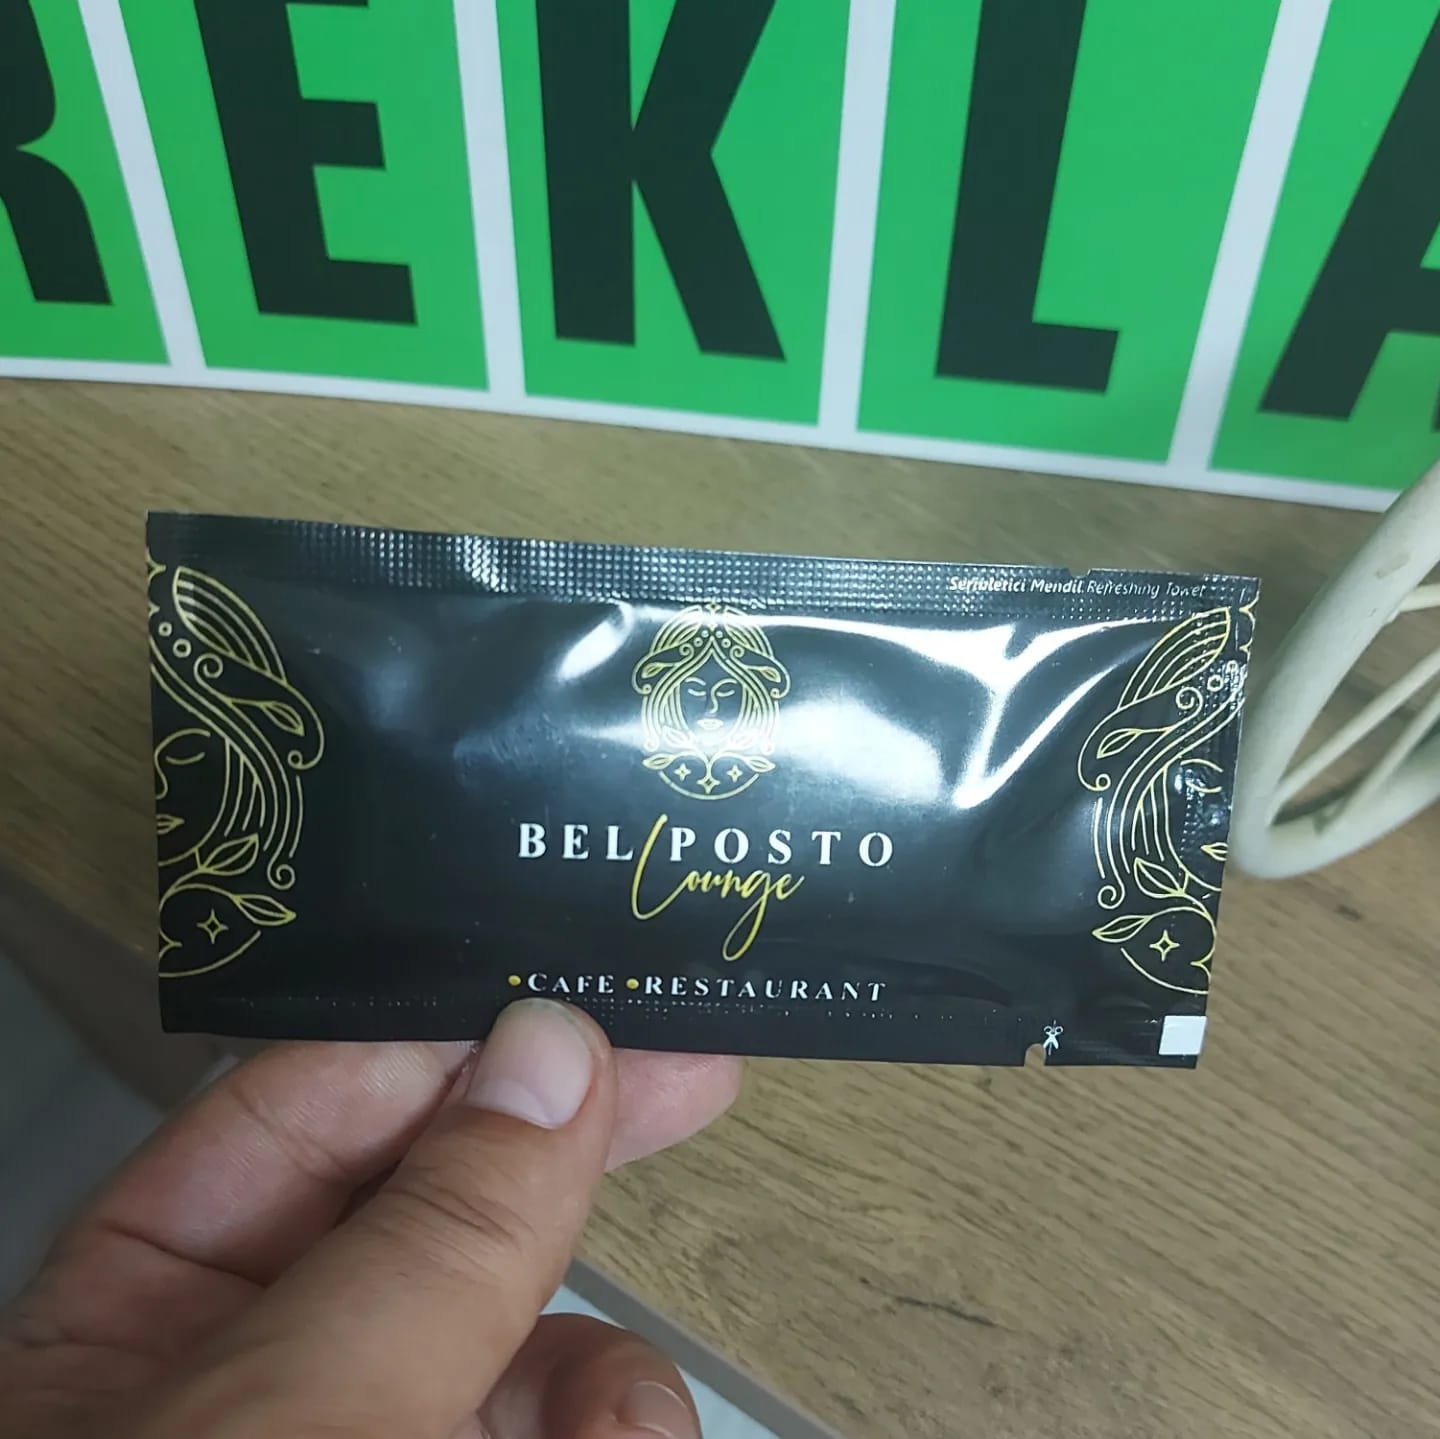 REKLA
Serinletici Mendil Refreshing Towel
BEL POSTO
Lounge
•CAFE •RESTAURANT